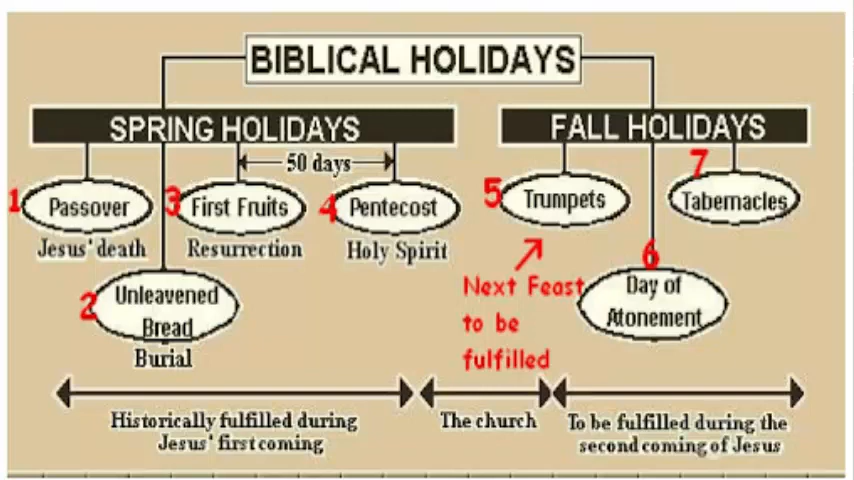 BIBLICAL HOLIDAYS
SPRING HOLIDAYS
FALL HOLIDAYS
50 days
1
Passover
3
First Fruits
4
Pentecost
5
Trumpets
7
Tabernacles
Jesus' death
Resurrection
Holy Spirit
2
Unleavened
Bread
Burial
Next Feast
to be
fulfilled
6
Day of
Atonement
Historically fulfilled during
Jesus' first coming
The church
To be fulfilled during the
second coming of Jesus